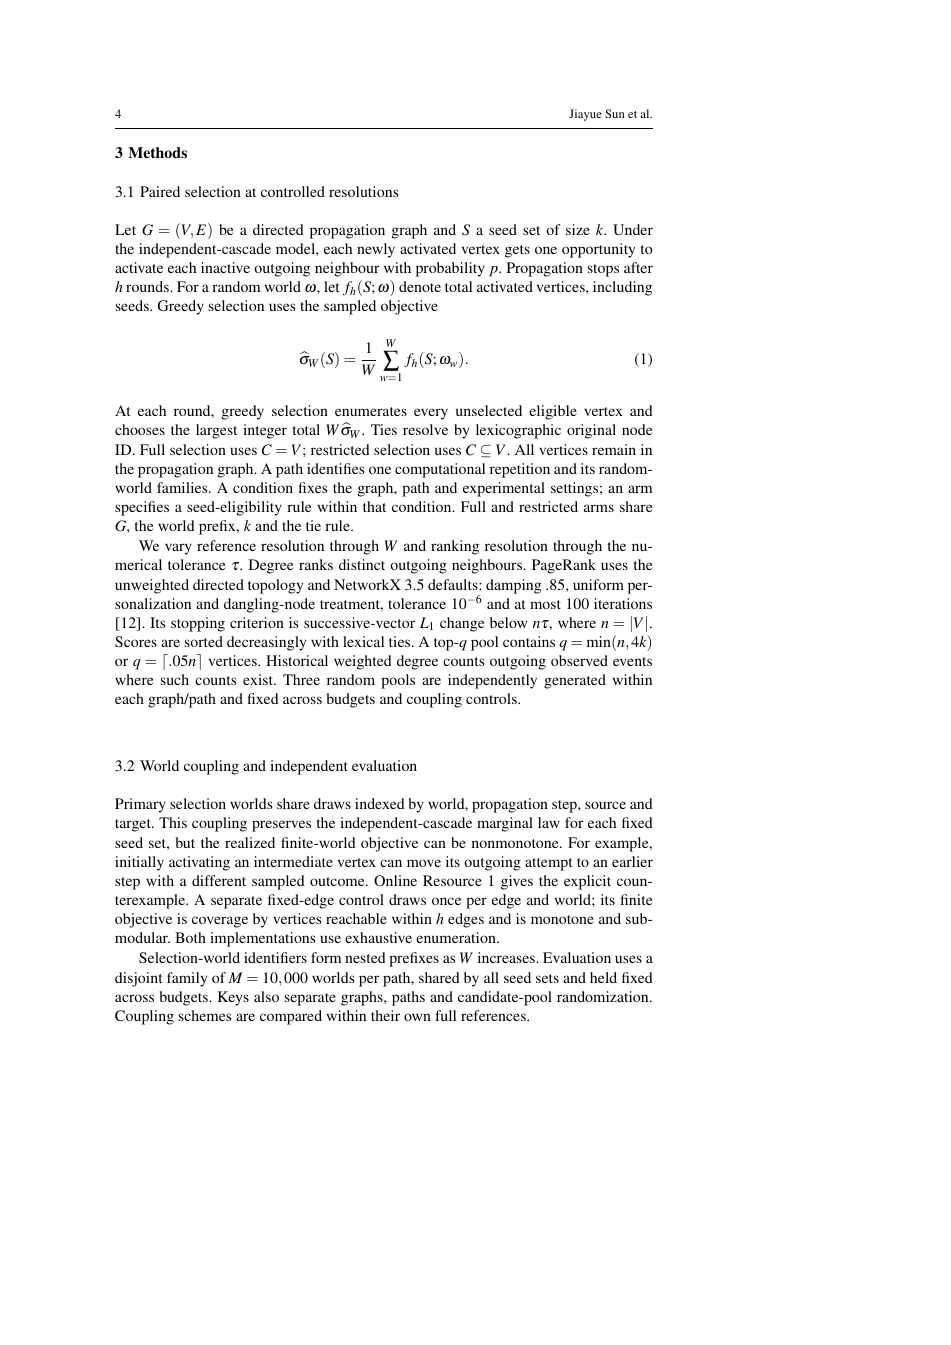 4 Jiayue Sun et al.
3 Methods
3.1 Paired selection at controlled resolutions
Let G = (V,E) be a directed propagation graph and S a seed set of size k. Under
the independent-cascade model, each newly activated vertex gets one opportunity to
activate each inactive outgoing neighbour with probability p. Propagation stops after
h rounds. For a random world ω, let f_h(S;ω) denote total activated vertices, including
seeds. Greedy selection uses the sampled objective
σ̂_W(S) = 1/W ∑_{w=1}^{W} f_h(S;ω_w). (1)
At each round, greedy selection enumerates every unselected eligible vertex and
chooses the largest integer total Wσ̂_W. Ties resolve by lexicographic original node
ID. Full selection uses C = V; restricted selection uses C ⊆ V. All vertices remain in
the propagation graph. A path identifies one computational repetition and its random-
world families. A condition fixes the graph, path and experimental settings; an arm
specifies a seed-eligibility rule within that condition. Full and restricted arms share
G, the world prefix, k and the tie rule.
We vary reference resolution through W and ranking resolution through the nu-
merical tolerance τ. Degree ranks distinct outgoing neighbours. PageRank uses the
unweighted directed topology and NetworkX 3.5 defaults: damping .85, uniform per-
sonalization and dangling-node treatment, tolerance 10⁻⁶ and at most 100 iterations
[12]. Its stopping criterion is successive-vector L₁ change below nτ, where n = |V|.
Scores are sorted decreasingly with lexical ties. A top-q pool contains q = min(n,4k)
or q = ⌈.05n⌉ vertices. Historical weighted degree counts outgoing observed events
where such counts exist. Three random pools are independently generated within
each graph/path and fixed across budgets and coupling controls.
3.2 World coupling and independent evaluation
Primary selection worlds share draws indexed by world, propagation step, source and
target. This coupling preserves the independent-cascade marginal law for each fixed
seed set, but the realized finite-world objective can be nonmonotone. For example,
initially activating an intermediate vertex can move its outgoing attempt to an earlier
step with a different sampled outcome. Online Resource 1 gives the explicit coun-
terexample. A separate fixed-edge control draws once per edge and world; its finite
objective is coverage by vertices reachable within h edges and is monotone and sub-
modular. Both implementations use exhaustive enumeration.
Selection-world identifiers form nested prefixes as W increases. Evaluation uses a
disjoint family of M = 10,000 worlds per path, shared by all seed sets and held fixed
across budgets. Keys also separate graphs, paths and candidate-pool randomization.
Coupling schemes are compared within their own full references.